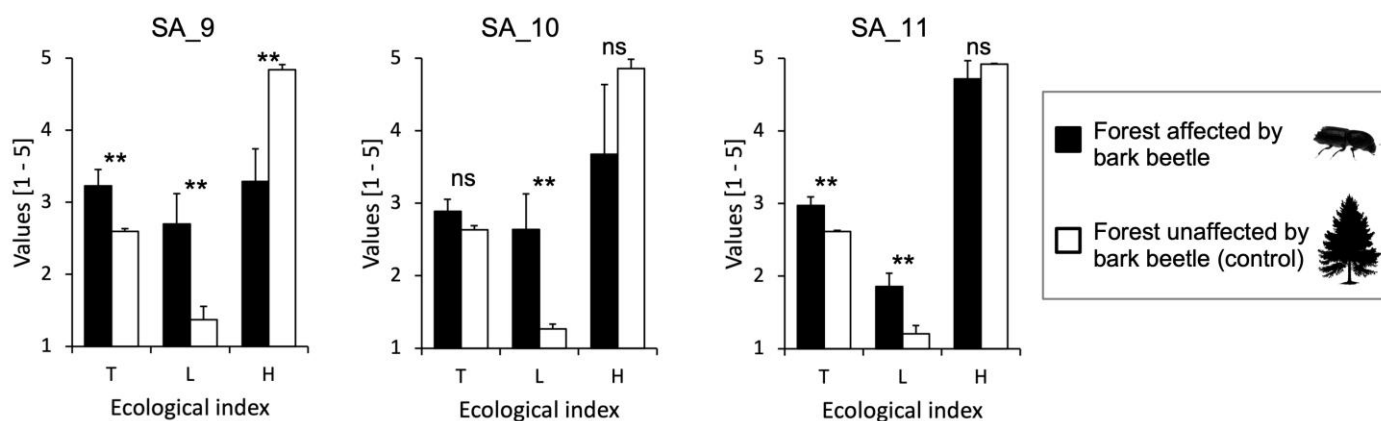 SA_9
**
**
**
Values [1 - 5]
5
4
3
2
1
T L H
Ecological index
SA_10
ns
ns
**
Values [1 - 5]
5
4
3
2
1
T L H
Ecological index
SA_11
ns
**
**
Values [1 - 5]
5
4
3
2
1
T L H
Ecological index
Forest affected by
bark beetle
Forest unaffected by
bark beetle (control)